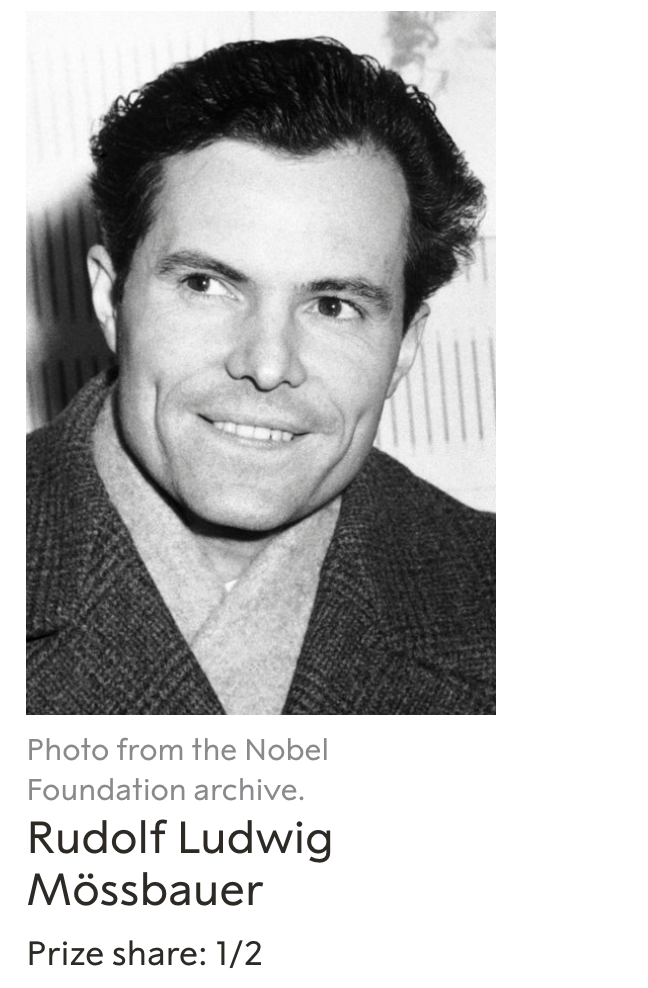 Photo from the Nobel
Foundation archive.
Rudolf Ludwig
Mössbauer
Prize share: 1/2